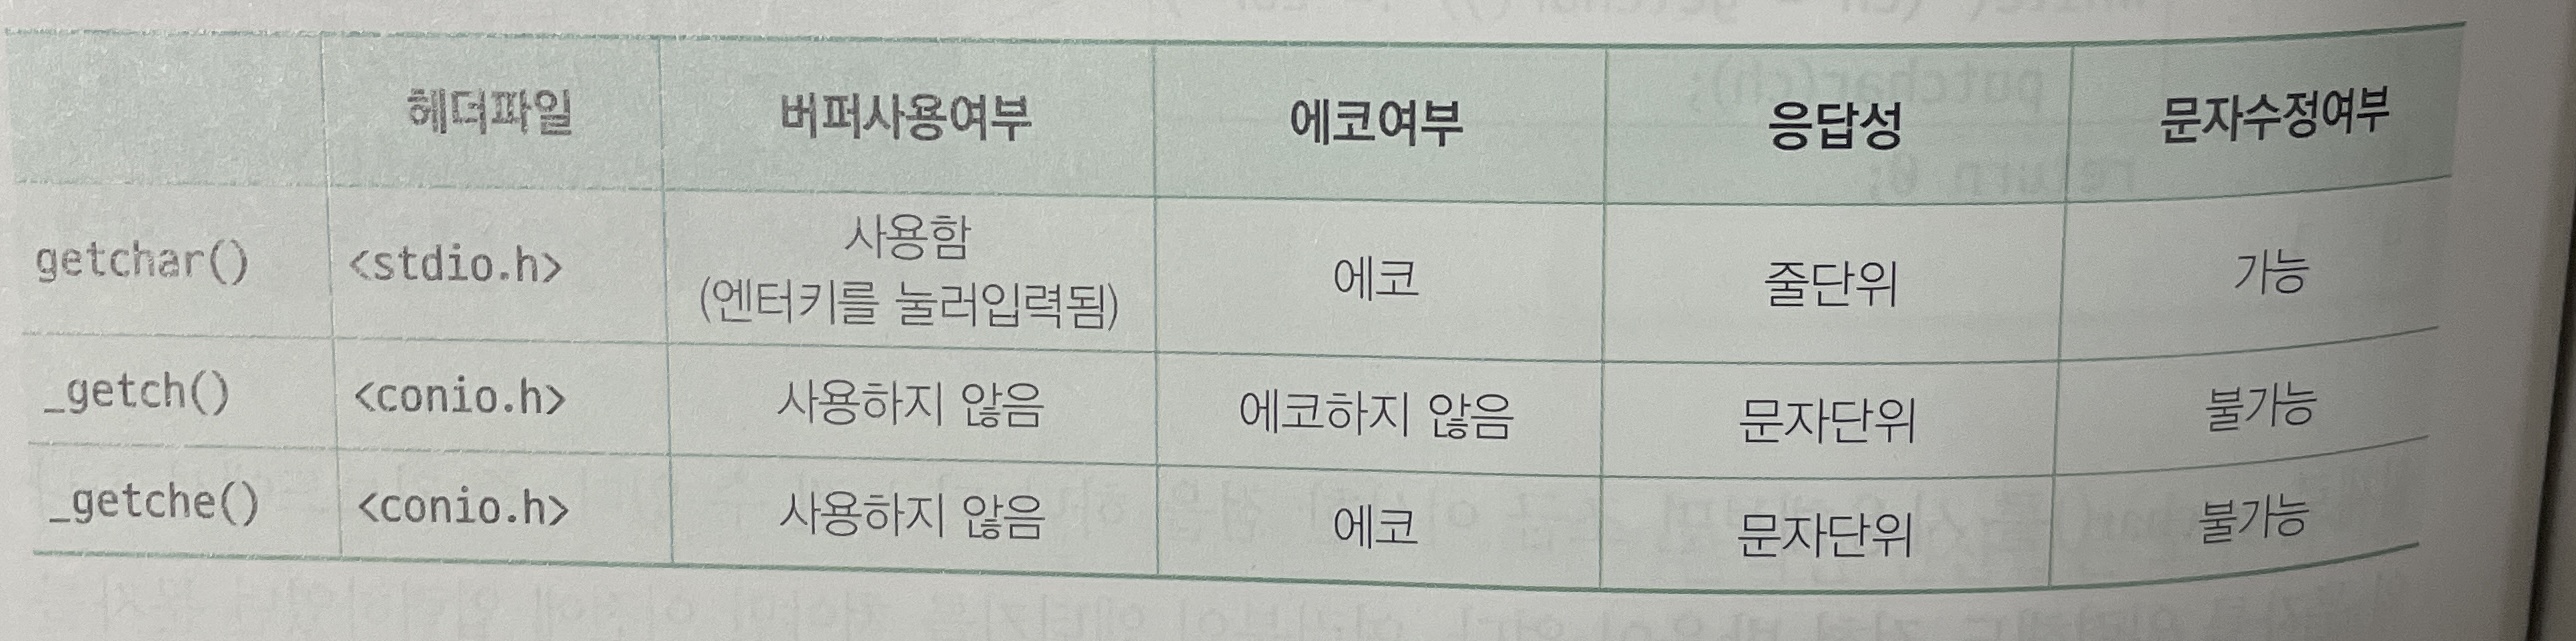 헤더파일 버퍼사용여부 에코여부 응답성 문자수정여부
getchar() <stdio.h> 사용함 (엔터키를 눌러입력됨) 에코 줄단위 가능
_getch() <conio.h> 사용하지 않음 에코하지 않음 문자단위 불가능
_getche() <conio.h> 사용하지 않음 에코 문자단위 불가능